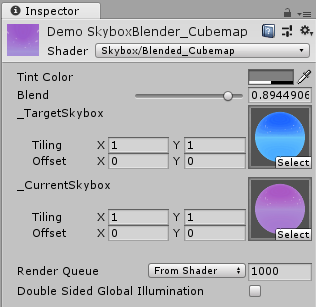 Inspector
Demo SkyboxBlender_Cubemap
Shader Skybox/Blended_Cubemap
Tint Color
Blend 0.8944906
_TargetSkybox
Tiling X 1 Y 1
Offset X 0 Y 0
Select
_CurrentSkybox
Tiling X 1 Y 1
Offset X 0 Y 0
Select
Render Queue From Shader 1000
Double Sided Global Illumination